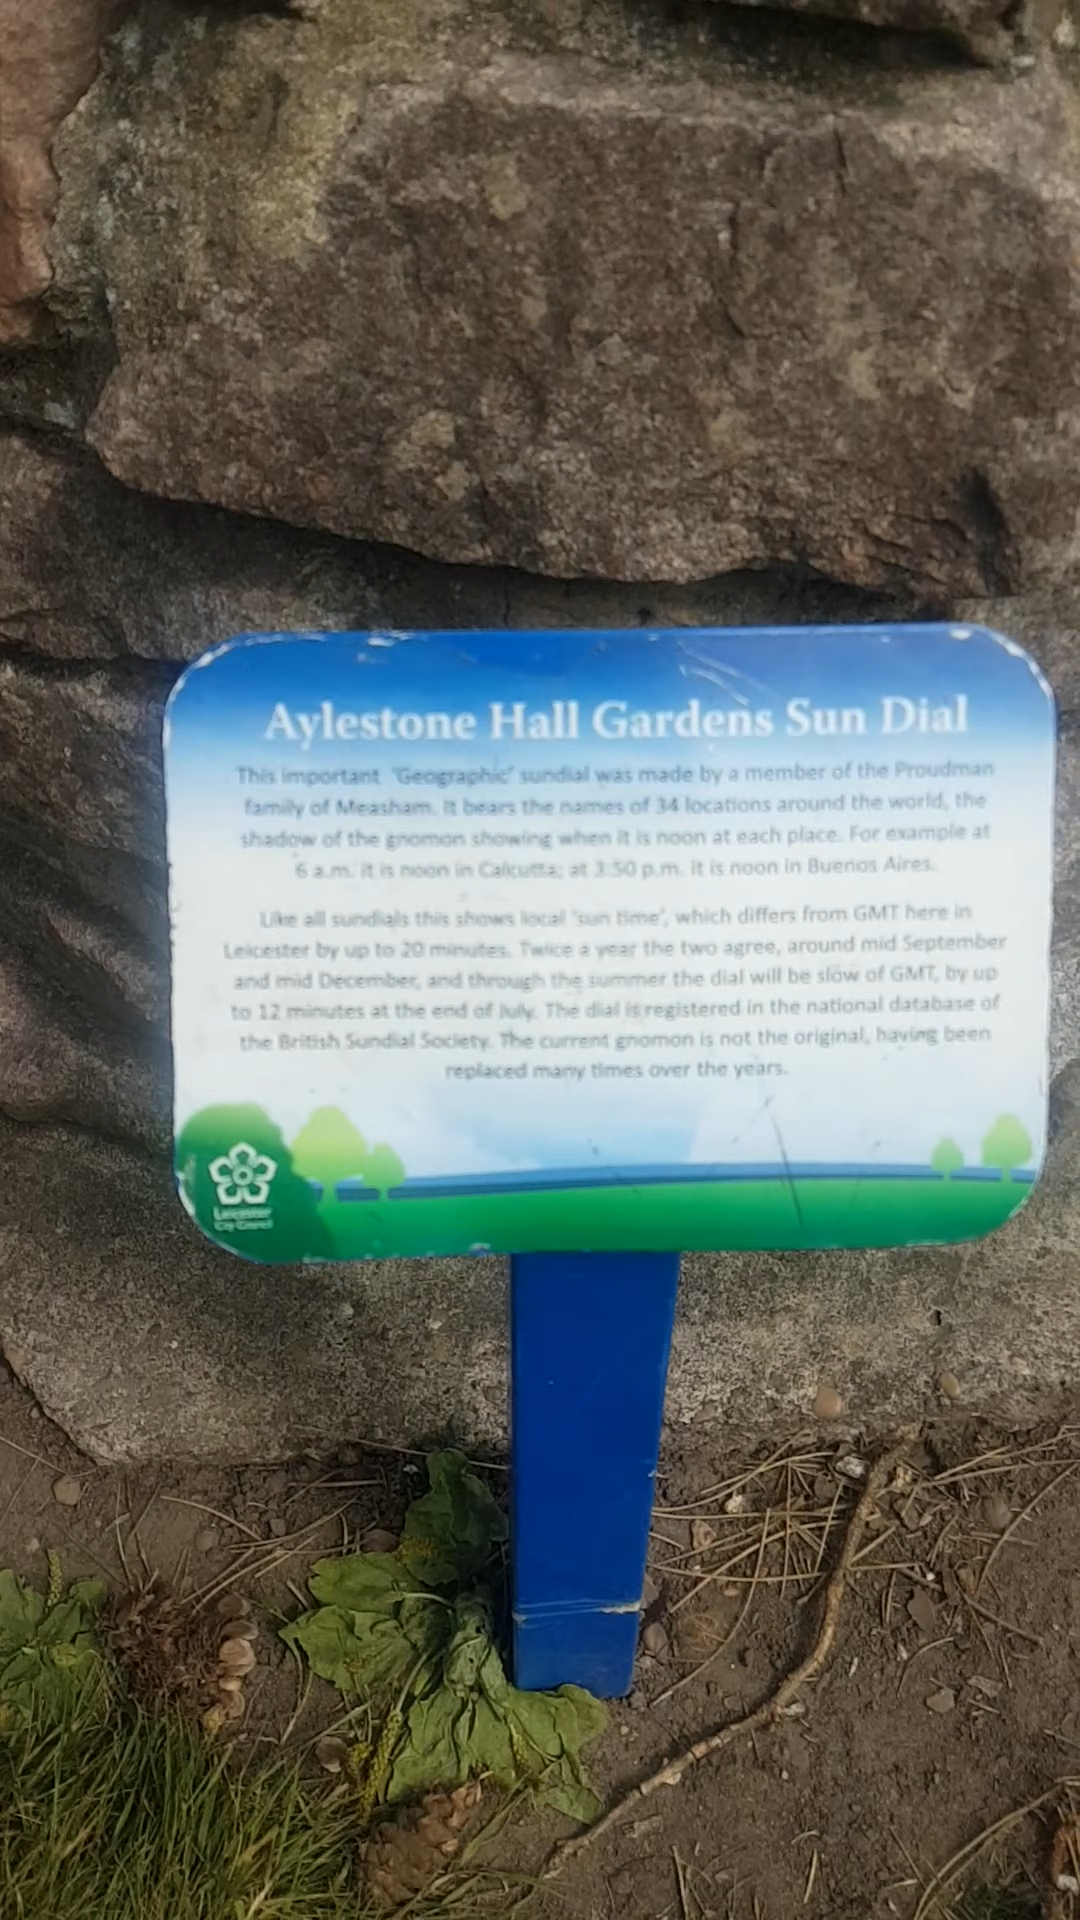 Aylestone Hall Gardens Sun Dial
This important 'Geographic' sundial was made by a member of the Proudman
family of Measham. It bears the names of 34 locations around the world, the
shadow of the gnomon showing when it is noon at each place. For example at
6 a.m. it is noon in Calcutta; at 3:50 p.m. it is noon in Buenos Aires.
Like all sundials this shows local 'sun time', which differs from GMT here in
Leicester by up to 20 minutes. Twice a year the two agree, around mid September
and mid December, and through the summer the dial will be slow of GMT, by up
to 12 minutes at the end of July. The dial is registered in the national database of
the British Sundial Society. The current gnomon is not the original, having been
replaced many times over the years.
Leicester
City Council